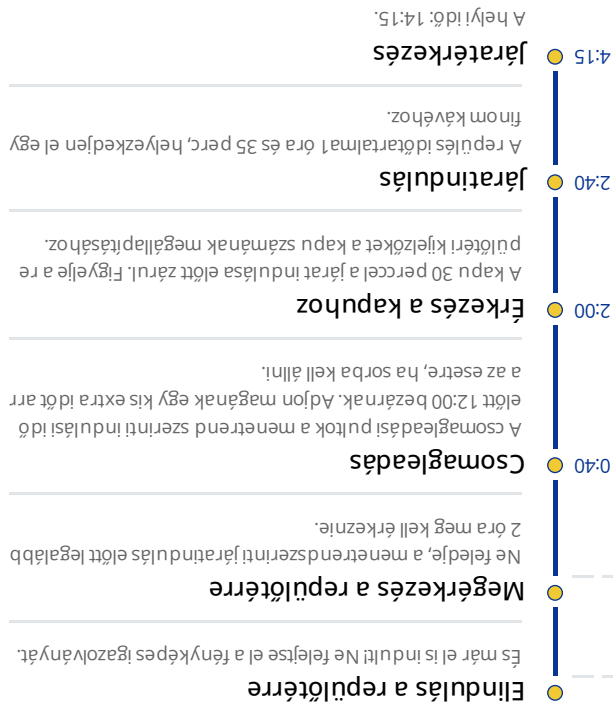 Elindulás a repülőtérre
És már el is indult! Ne felejtse el a fényképes igazolványát.
Megérkezés a repülőtérre
Ne feledje, a menetrendszerinti járatindulás előtt legalább
2 óra meg kell érkeznie.
0:40
Csomagleadás
A csomagleadási pultok a menetrend szerinti indulási idő
előtt 12:00 bezárnak. Adjon magának egy kis extra időt arr
a az esetre, ha sorba kell állni.
2:00
Érkezés a kapuhoz
A kapu 30 perccel a járat indulása előtt zárul. Figyelje a re
pülőtéri kijelzőket a kapu számának megállapításához.
2:40
Járatindulás
A repülés időtartalma1 óra és 35 perc, helyezkedjen el egy
finom kávéhoz.
4:15
Járatérkezés
A helyi idő: 14:15.